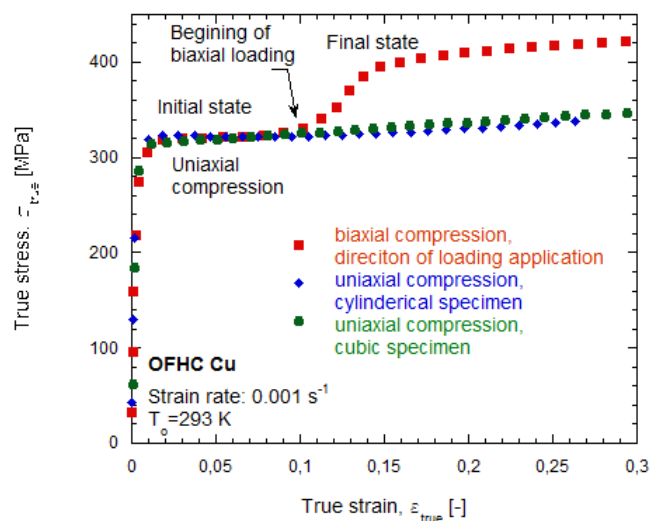 Begining of
biaxial loading
Final state
Initial state
Uniaxial
compression
biaxial compression,
direciton of loading application
uniaxial compression,
cylinderical specimen
uniaxial compression,
cubic specimen
OFHC Cu
Strain rate: 0.001 s⁻¹
Tₒ=293 K
True stress, σ [MPa]
400
300
200
100
0
0
0,05
0,1
0,15
0,2
0,25
0,3
True strain, ε_true [-]